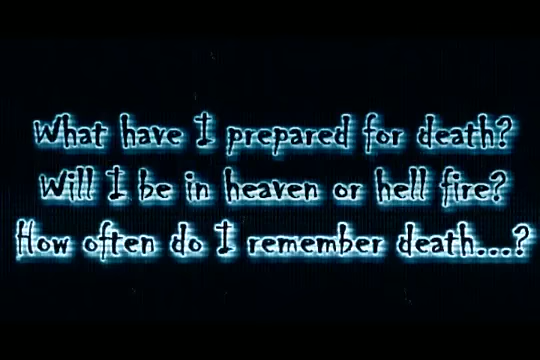 What have I prepared for death?
Will I be in heaven or hell fire?
How often do I remember death...?